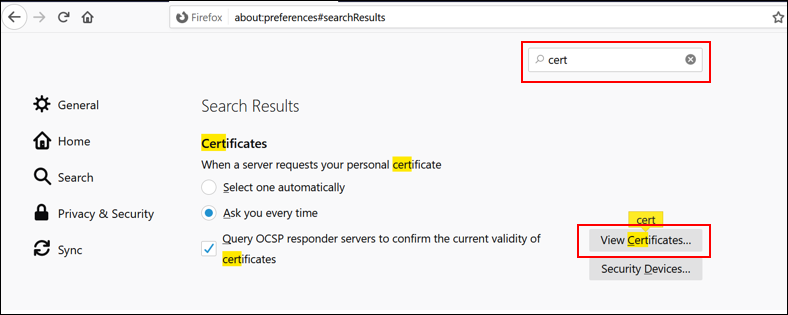 Firefox about:preferences#searchResults
cert
General
Home
Search
Privacy & Security
Sync
Search Results
Certificates
When a server requests your personal certificate
Select one automatically
Ask you every time
Query OCSP responder servers to confirm the current validity of
certificates
cert
View Certificates...
Security Devices...